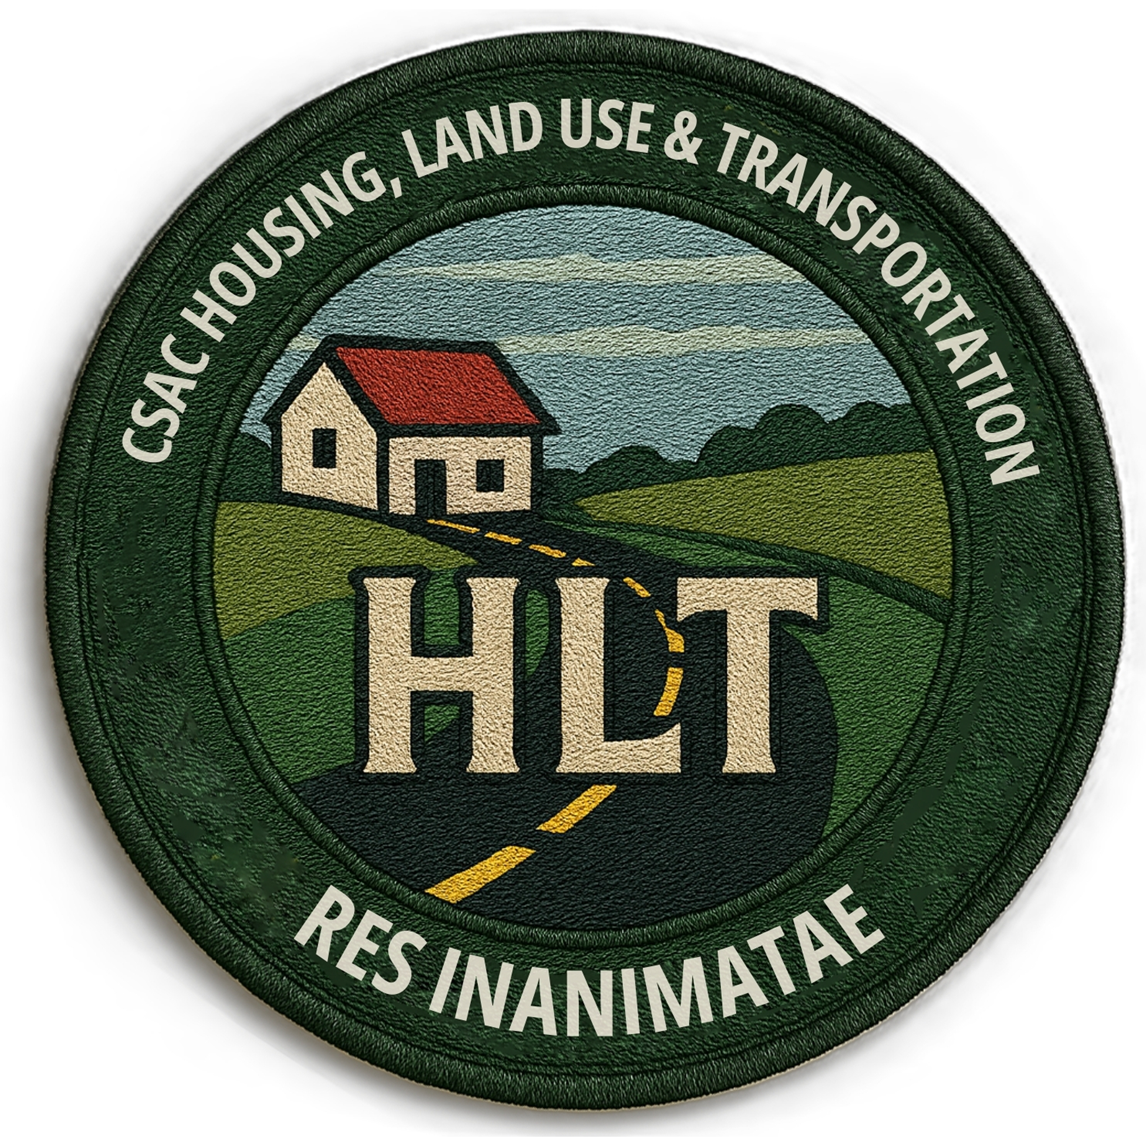 CSAC HOUSING, LAND USE & TRANSPORTATION
HLT
RES INANIMATAE